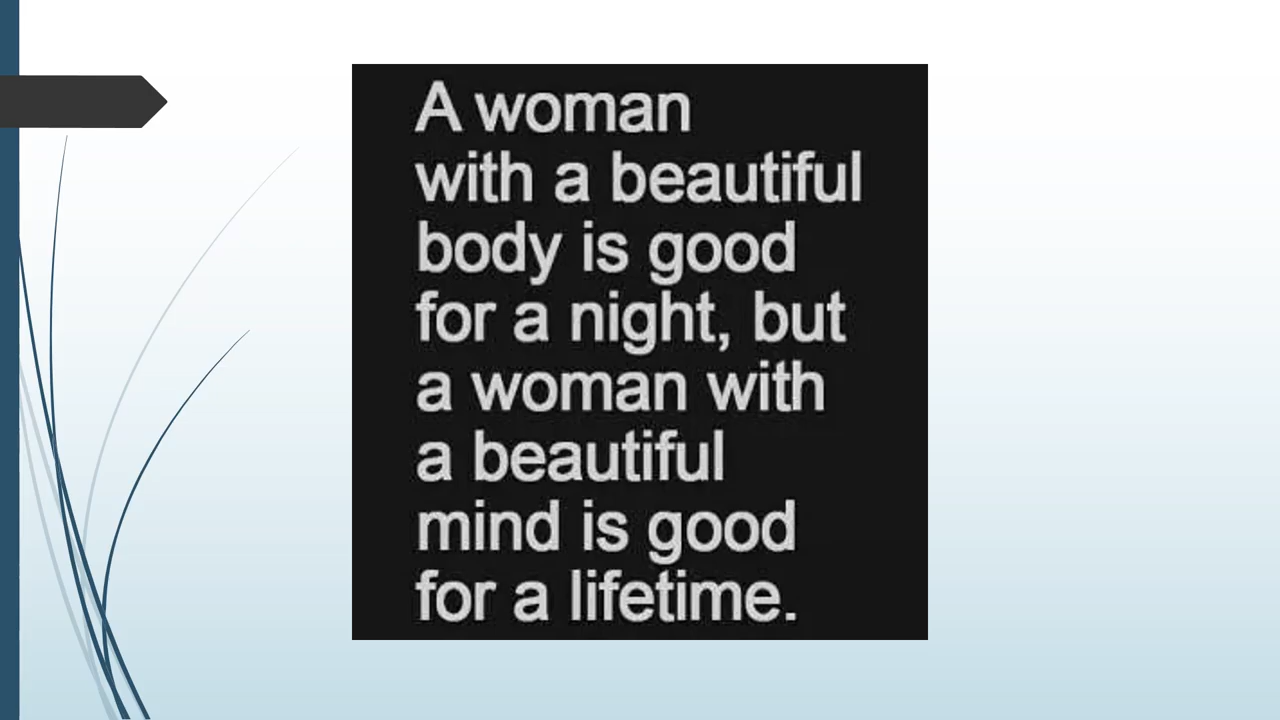 A woman
with a beautiful
body is good
for a night, but
a woman with
a beautiful
mind is good
for a lifetime.